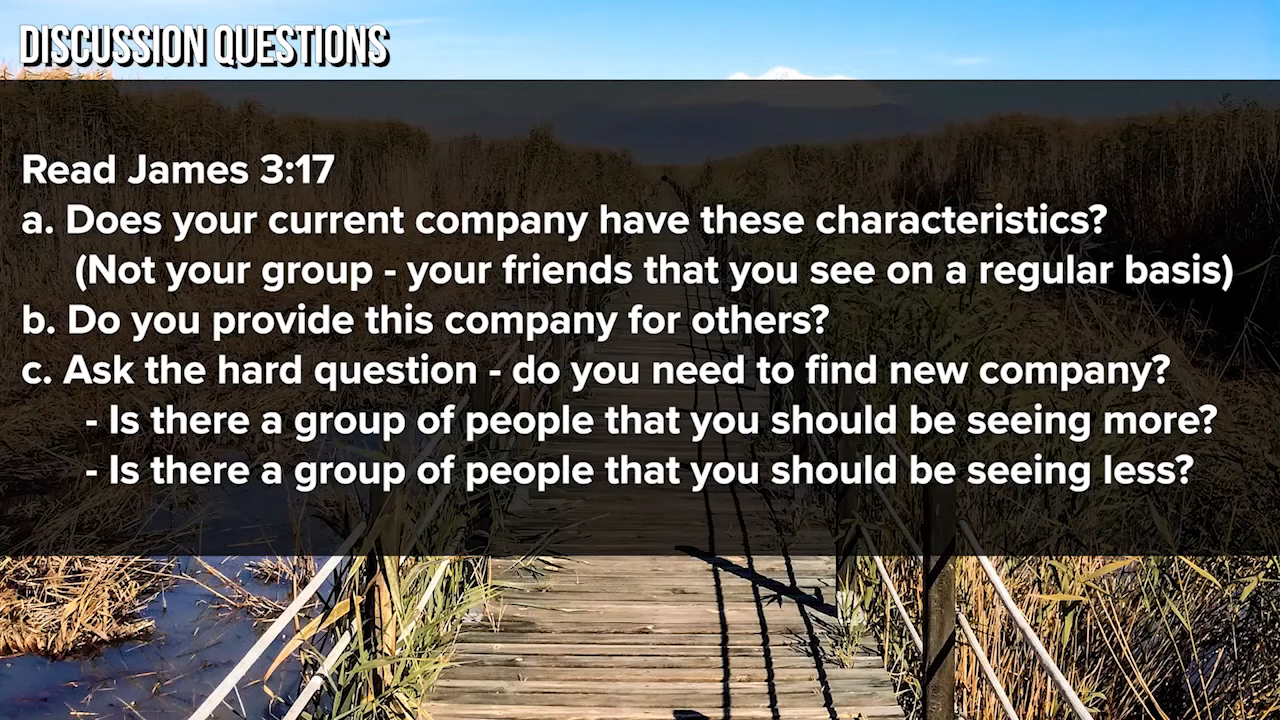 DISCUSSION QUESTIONS
Read James 3:17
a. Does your current company have these characteristics?
(Not your group - your friends that you see on a regular basis)
b. Do you provide this company for others?
c. Ask the hard question - do you need to find new company?
- Is there a group of people that you should be seeing more?
- Is there a group of people that you should be seeing less?